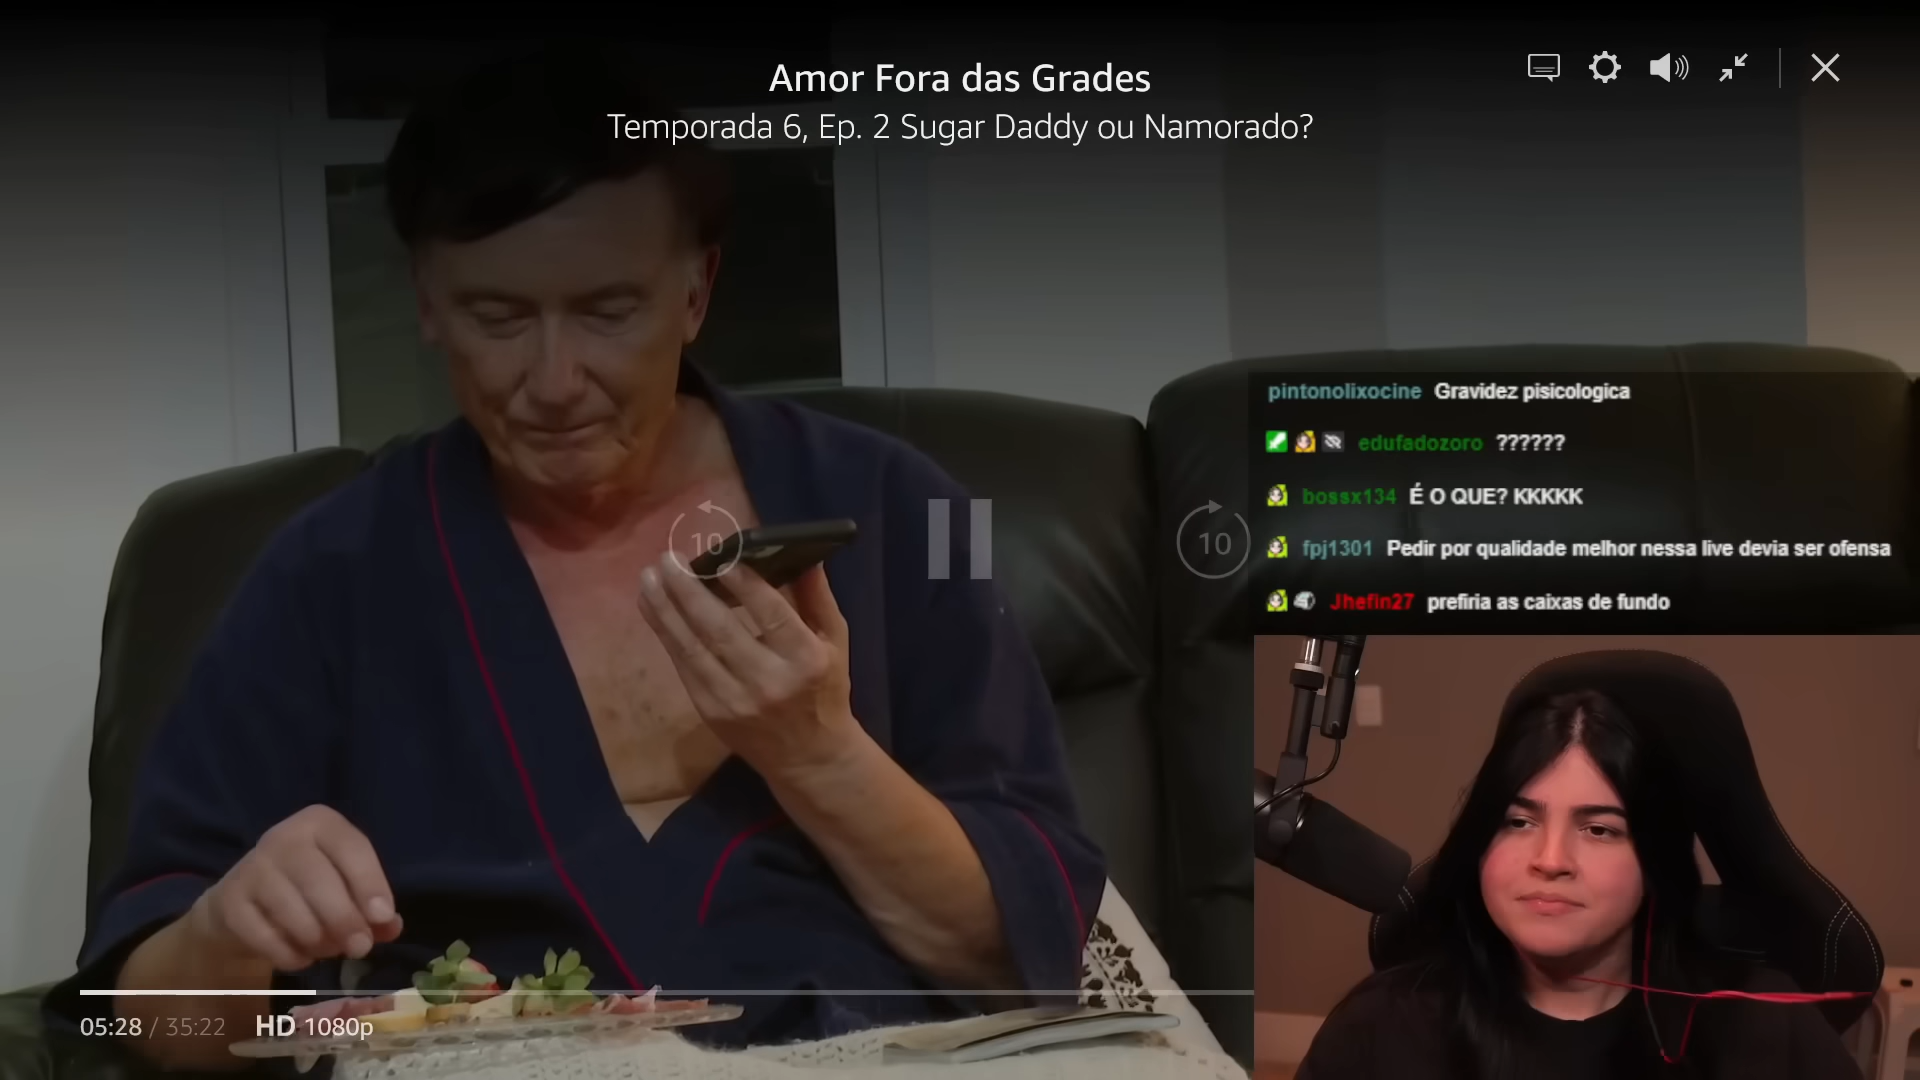 Amor Fora das Grades
Temporada 6, Ep. 2 Sugar Daddy ou Namorado?
10
10
pintonolixocine Gravidez pisicologica
edufadozoro ??????
bossx134 É O QUE? KKKKK
fpj1301 Pedir por qualidade melhor nessa live devia ser ofensa
Jhefin27 prefiria as caixas de fundo
05:28 / 35:22 HD 1080p